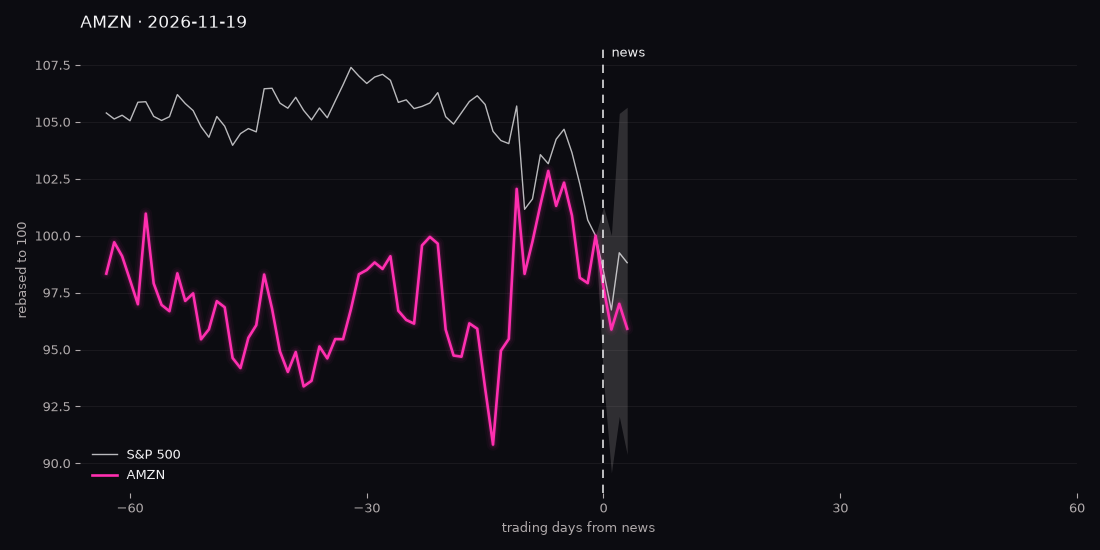 AMZN · 2026-11-19
news
107.5
105.0
102.5
100.0
97.5
95.0
92.5
90.0
rebased to 100
S&P 500
AMZN
−60
−30
0
30
60
trading days from news